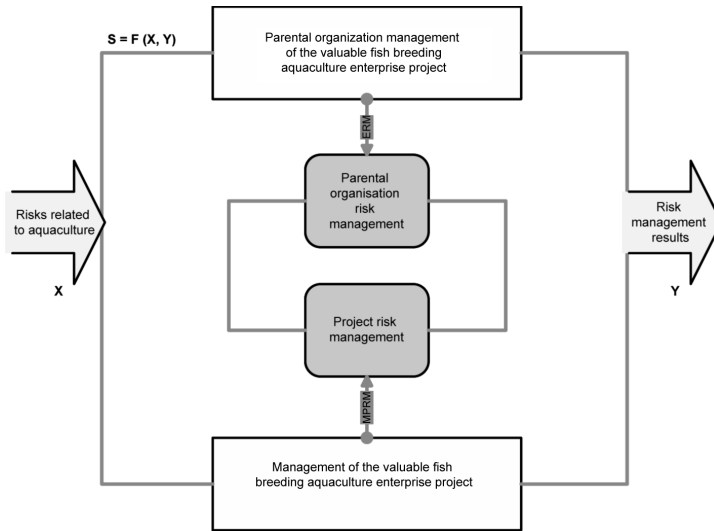 S = F (X, Y)
Parental organization management
of the valuable fish breeding
aquaculture enterprise project
ERM
Parental
organisation
risk
management
Risks related
to aquaculture
X
Risk
management
results
Y
Project risk
management
MPRM
Management of the valuable fish
breeding aquaculture enterprise project